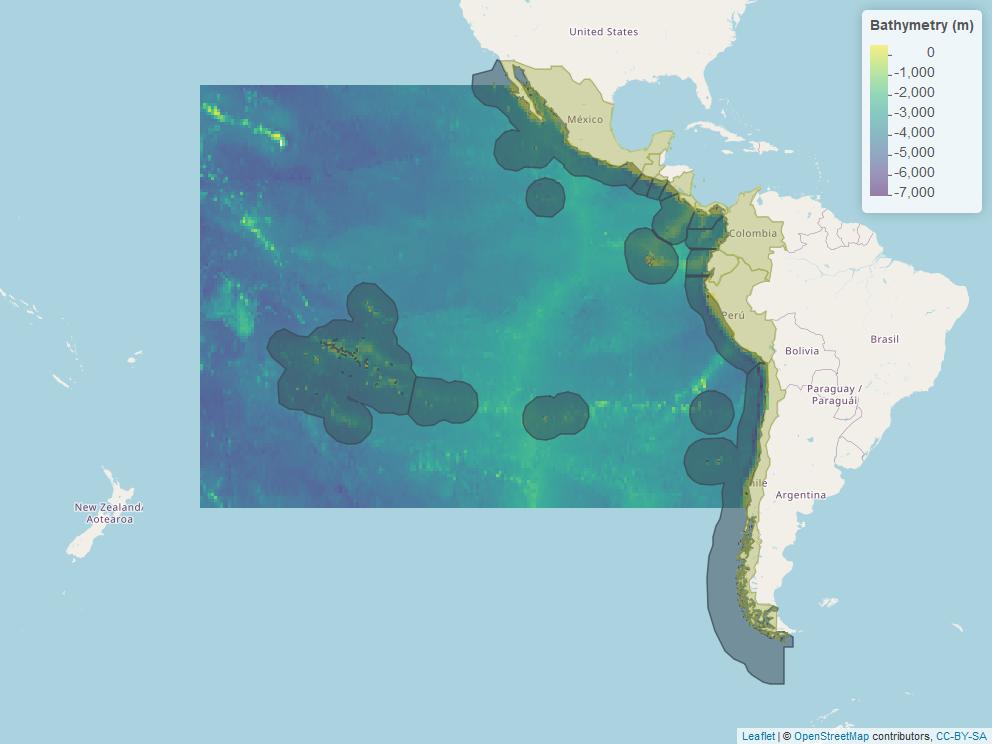 United States
México
Colombia
Perú
Brasil
Bolivia
Paraguay /
Paraguái
Argentina
New Zealand/
Aotearoa
Bathymetry (m)
0
-1,000
-2,000
-3,000
-4,000
-5,000
-6,000
-7,000
Leaflet | © OpenStreetMap contributors, CC-BY-SA